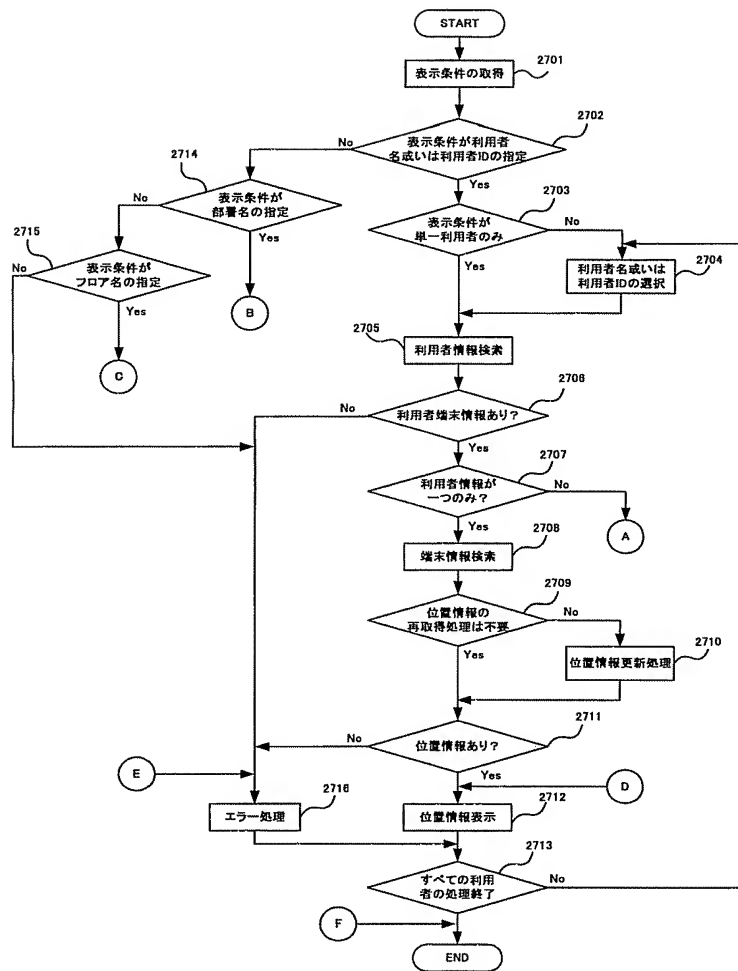 START
2701
表示条件の取得
2702
表示条件が利用者
名或いは利用者IDの指定
No
Yes
2714
表示条件が
部署名の指定
No
Yes
2703
表示条件が
単一利用者のみ
No
Yes
2715
表示条件が
フロア名の指定
No
Yes
利用者名或いは
利用者IDの選択
2704
B
C
2705
利用者情報検索
2706
利用者端末情報あり？
No
Yes
2707
利用者情報が
一つのみ？
No
Yes
A
2708
端末情報検索
2709
位置情報の
再取得処理は不要
No
Yes
2710
位置情報更新処理
2711
位置情報あり？
No
Yes
E
D
2716
エラー処理
2712
位置情報表示
2713
すべての利用
者の処理終了
No
Yes
F
END